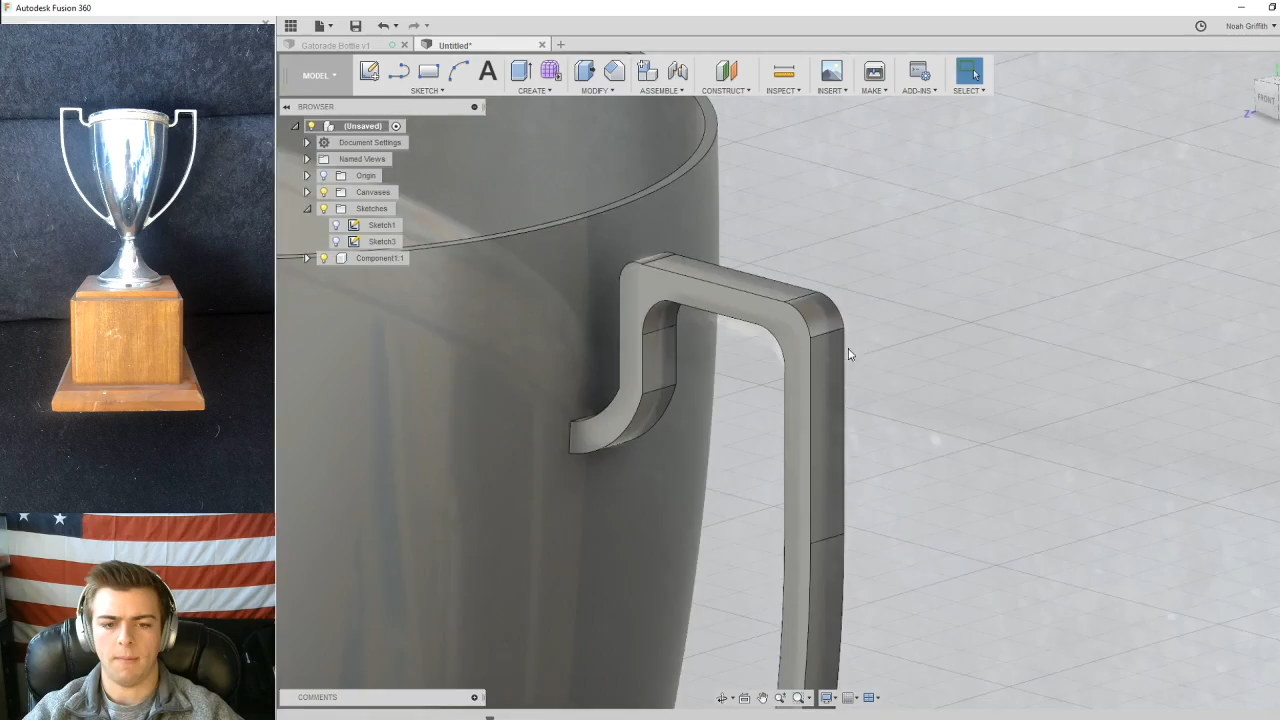 Autodesk Fusion 360
Noah Griffith
Gatorade Bottle v1
Untitled*
MODEL
SKETCH
CREATE
MODIFY
ASSEMBLE
CONSTRUCT
INSPECT
INSERT
MAKE
ADD-INS
SELECT
BROWSER
(Unsaved)
Document Settings
Named Views
Origin
Canvases
Sketches
Sketch1
Sketch3
Component1:1
FRONT
Z
COMMENTS